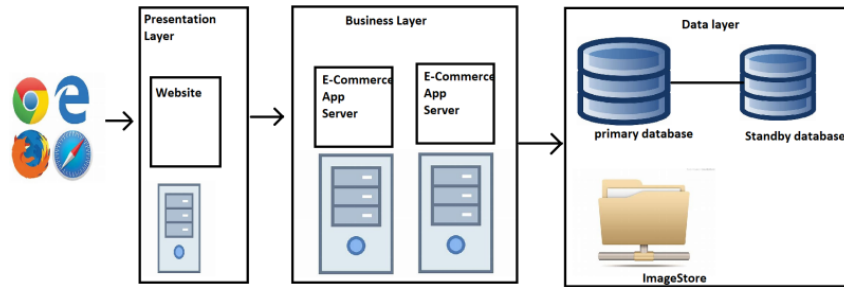 Presentation
Layer
Website
Business Layer
E-Commerce
App
Server
E-Commerce
App
Server
Data layer
primary database
Standby database
ImageStore